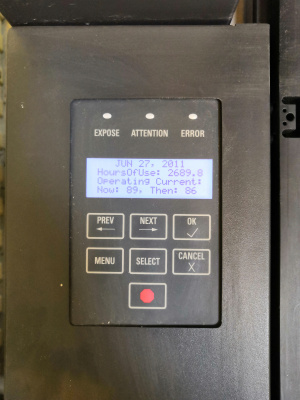 EXPOSE ATTENTION ERROR
JUN 27, 2011
HoursOfUse: 2689.8
Operating Current:
Now: 89, Then: 86
PREV NEXT OK
MENU SELECT CANCEL